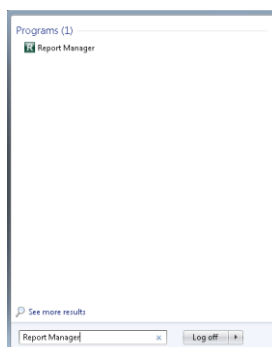 Programs (1)
Report Manager
See more results
Report Manager
Log off